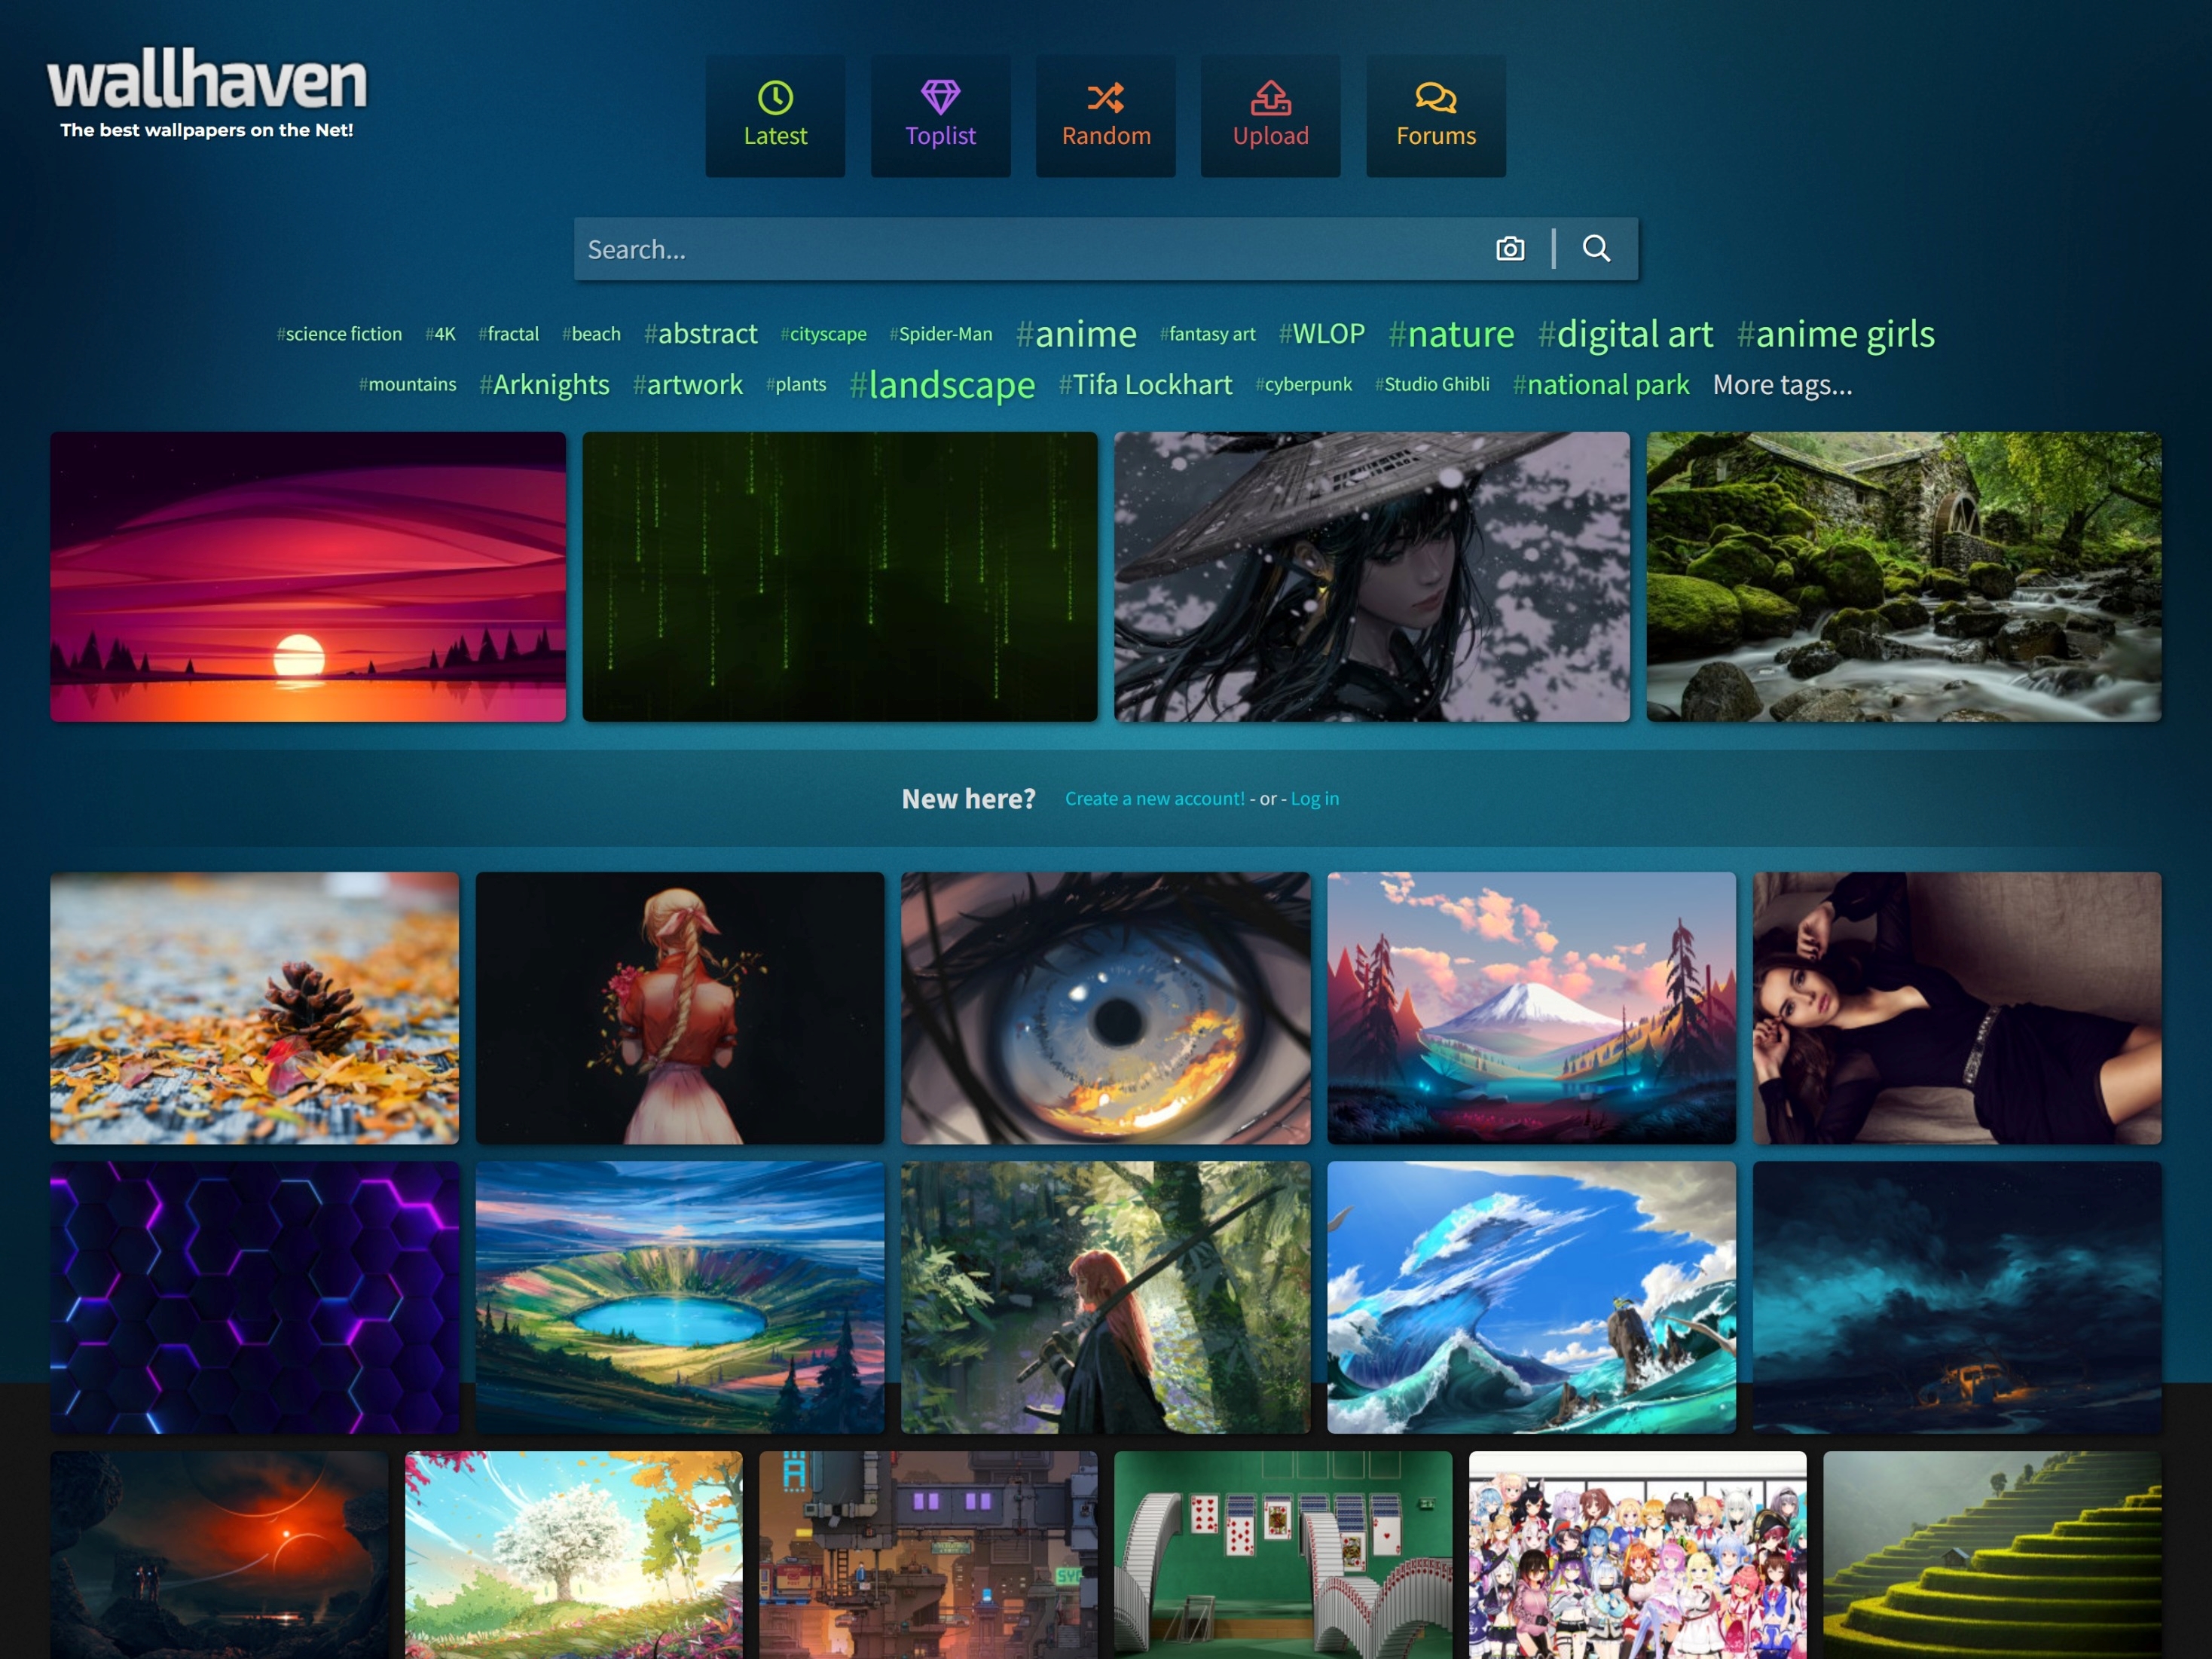 wallhaven
The best wallpapers on the Net!
Latest
Toplist
Random
Upload
Forums
Search...
#science fiction #4K #fractal #beach #abstract #cityscape #Spider-Man #anime #fantasy art #WLOP #nature #digital art #anime girls
#mountains #Arknights #artwork #plants #landscape #Tifa Lockhart #cyberpunk #Studio Ghibli #national park More tags...
New here? Create a new account! - or - Log in